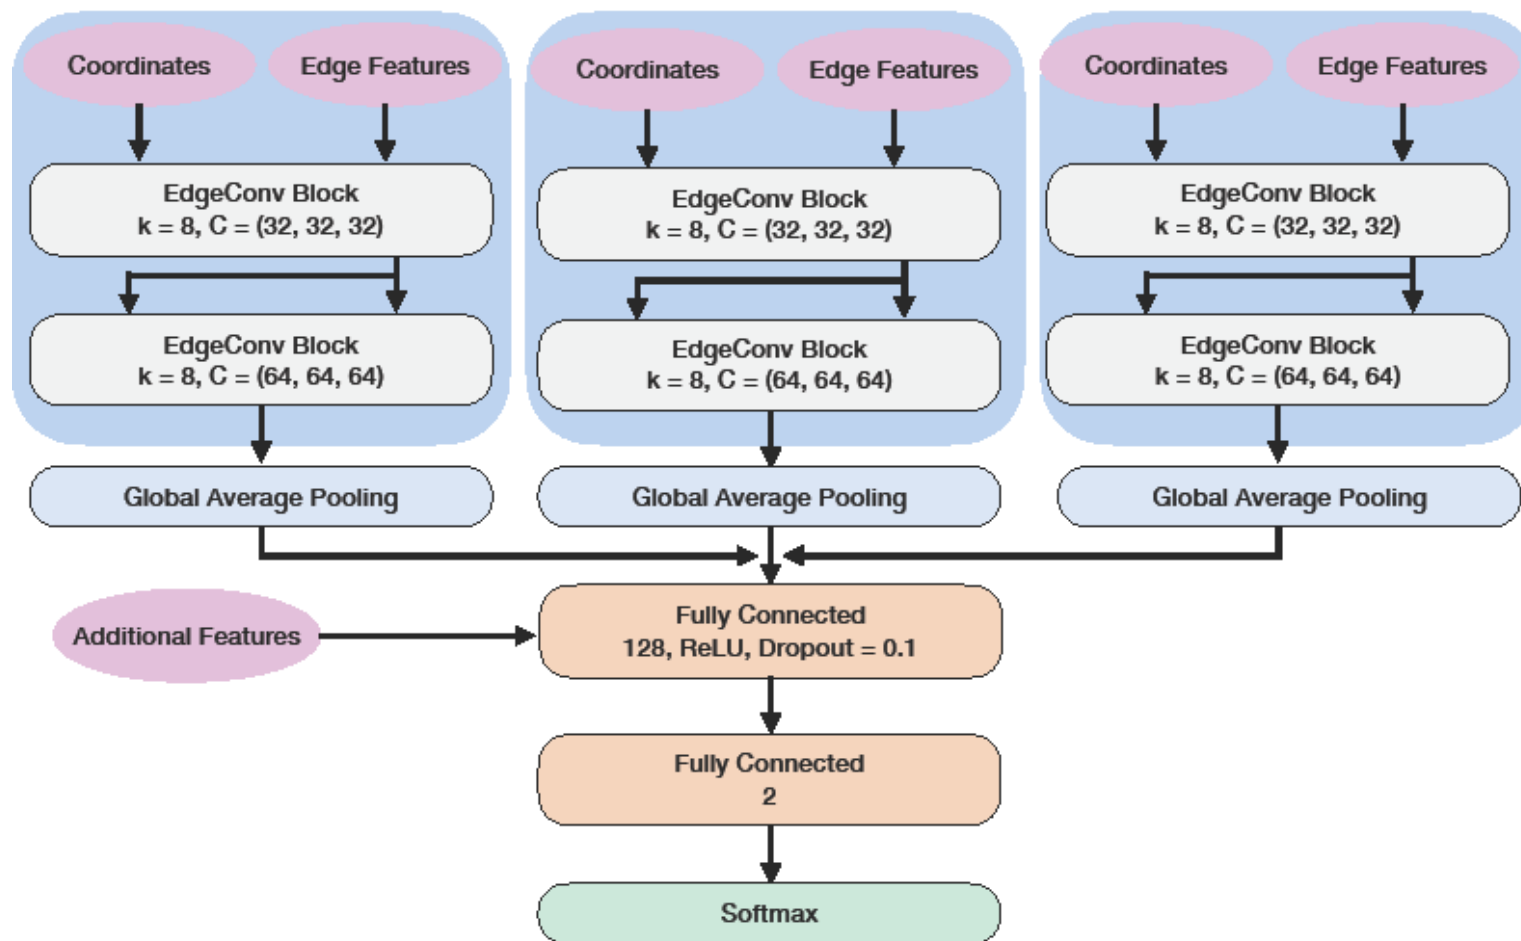 Coordinates
Edge Features
Coordinates
Edge Features
Coordinates
Edge Features
EdgeConv Block
k = 8, C = (32, 32, 32)
EdgeConv Block
k = 8, C = (32, 32, 32)
EdgeConv Block
k = 8, C = (32, 32, 32)
EdgeConv Block
k = 8, C = (64, 64, 64)
EdgeConv Block
k = 8, C = (64, 64, 64)
EdgeConv Block
k = 8, C = (64, 64, 64)
Global Average Pooling
Global Average Pooling
Global Average Pooling
Additional Features
Fully Connected
128, ReLU, Dropout = 0.1
Fully Connected
2
Softmax